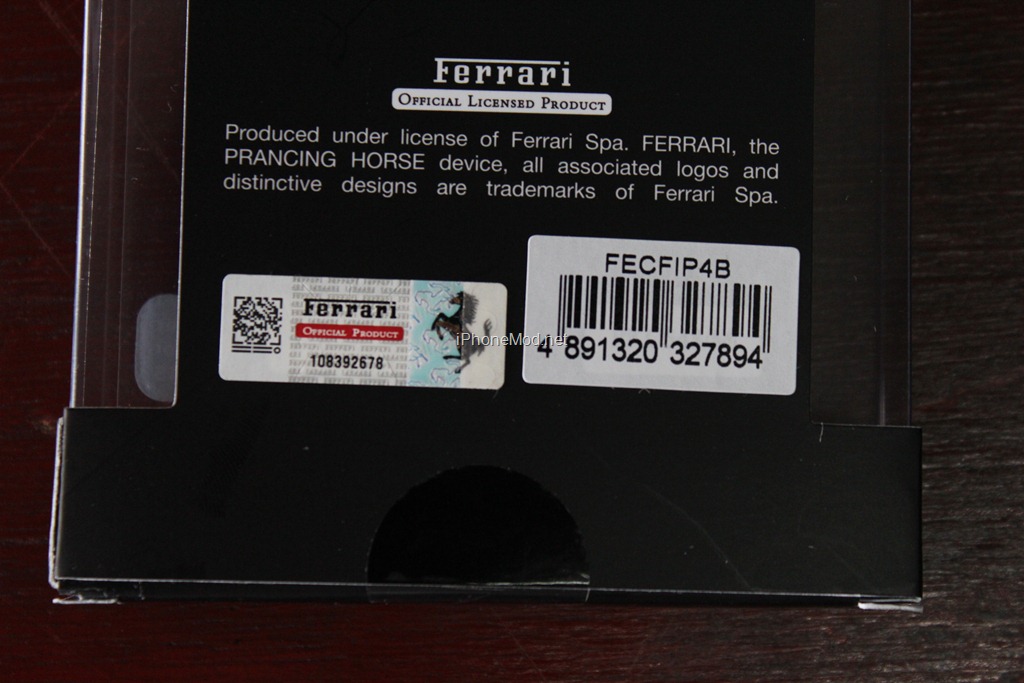 Ferrari
OFFICIAL LICENSED PRODUCT
Produced under license of Ferrari Spa. FERRARI, the
PRANCING HORSE device, all associated logos and
distinctive designs are trademarks of Ferrari Spa.
FECFIP4B
4 891320 327894
Ferrari
OFFICIAL PRODUCT
108392678
iPhoneMod.net